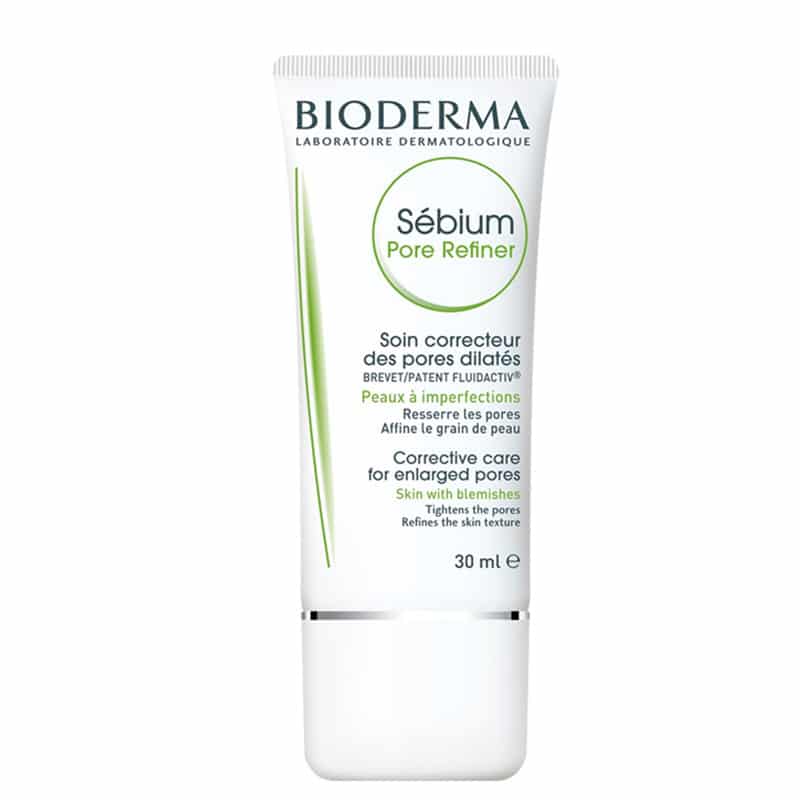 BIODERMA
LABORATOIRE DERMATOLOGIQUE
Sébium
Pore Refiner
Soin correcteur
des pores dilatés
BREVET/PATENT FLUIDACTIV®
Peaux à imperfections
Resserre les pores
Affine le grain de peau
Corrective care
for enlarged pores
Skin with blemishes
Tightens the pores
Refines the skin texture
30 ml ℮